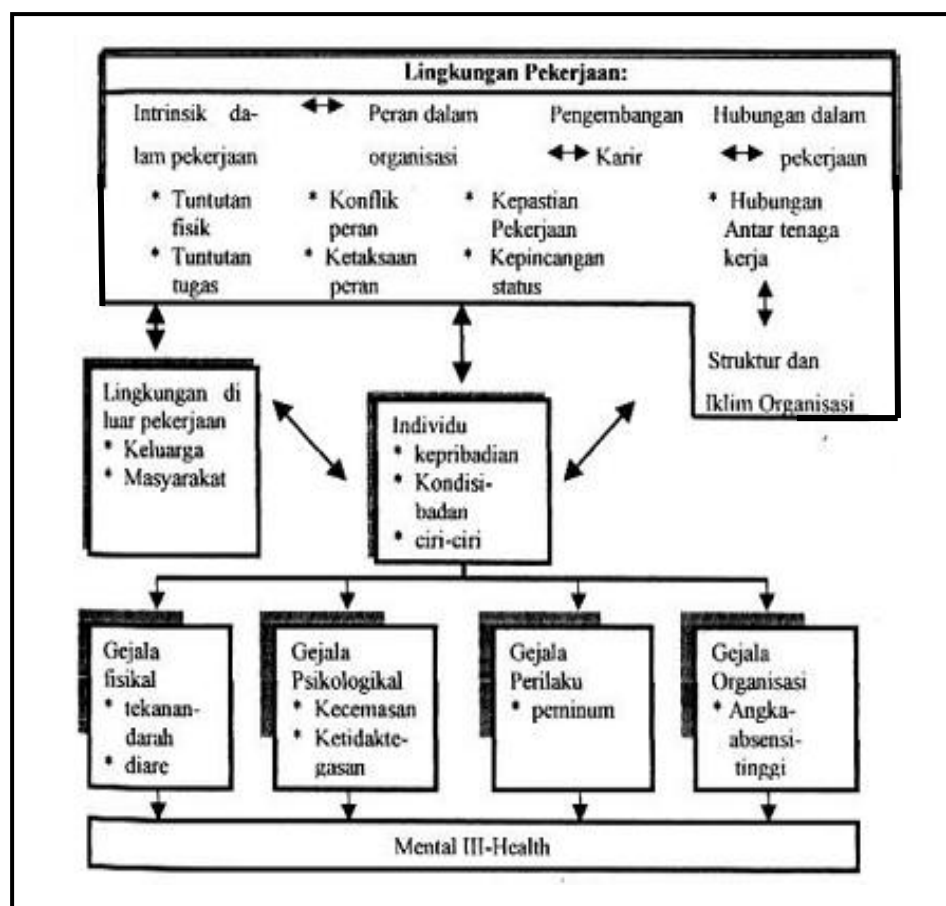 Lingkungan Pekerjaan:
Intrinsik da-
lam pekerjaan
* Tuntutan
fisik
* Tuntutan
tugas
Peran dalam
organisasi
* Konflik
peran
* Ketaksaan
peran
Pengembangan
Karir
* Kepastian
Pekerjaan
* Kepincangan
status
Hubungan dalam
pekerjaan
* Hubungan
Antar tenaga
kerja
Struktur dan
Iklim Organisasi
Lingkungan di
luar pekerjaan
* Keluarga
* Masyarakat
Individu
* kepribadian
* Kondisi-
badan
* ciri-ciri
Gejala
fisikal
* tekanan-
darah
* diare
Gejala
Psikologikal
* Kecemasan
* Ketidakte-
gasan
Gejala
Perilaku
* peminum
Gejala
Organisasi
* Angka-
absensi-
tinggi
Mental III-Health